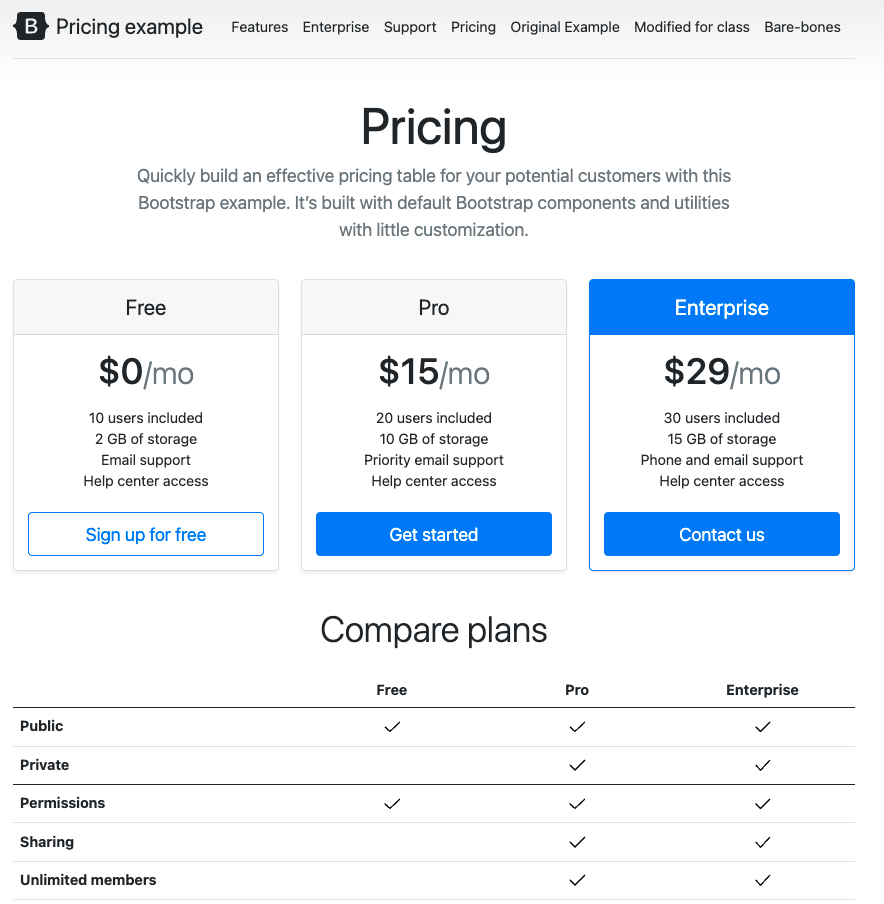 B Pricing example Features Enterprise Support Pricing Original Example Modified for class Bare-bones
Pricing
Quickly build an effective pricing table for your potential customers with this
Bootstrap example. It’s built with default Bootstrap components and utilities
with little customization.
Free
$0/mo
10 users included
2 GB of storage
Email support
Help center access
Sign up for free
Pro
$15/mo
20 users included
10 GB of storage
Priority email support
Help center access
Get started
Enterprise
$29/mo
30 users included
15 GB of storage
Phone and email support
Help center access
Contact us
Compare plans
Free Pro Enterprise
Public
Private
Permissions
Sharing
Unlimited members